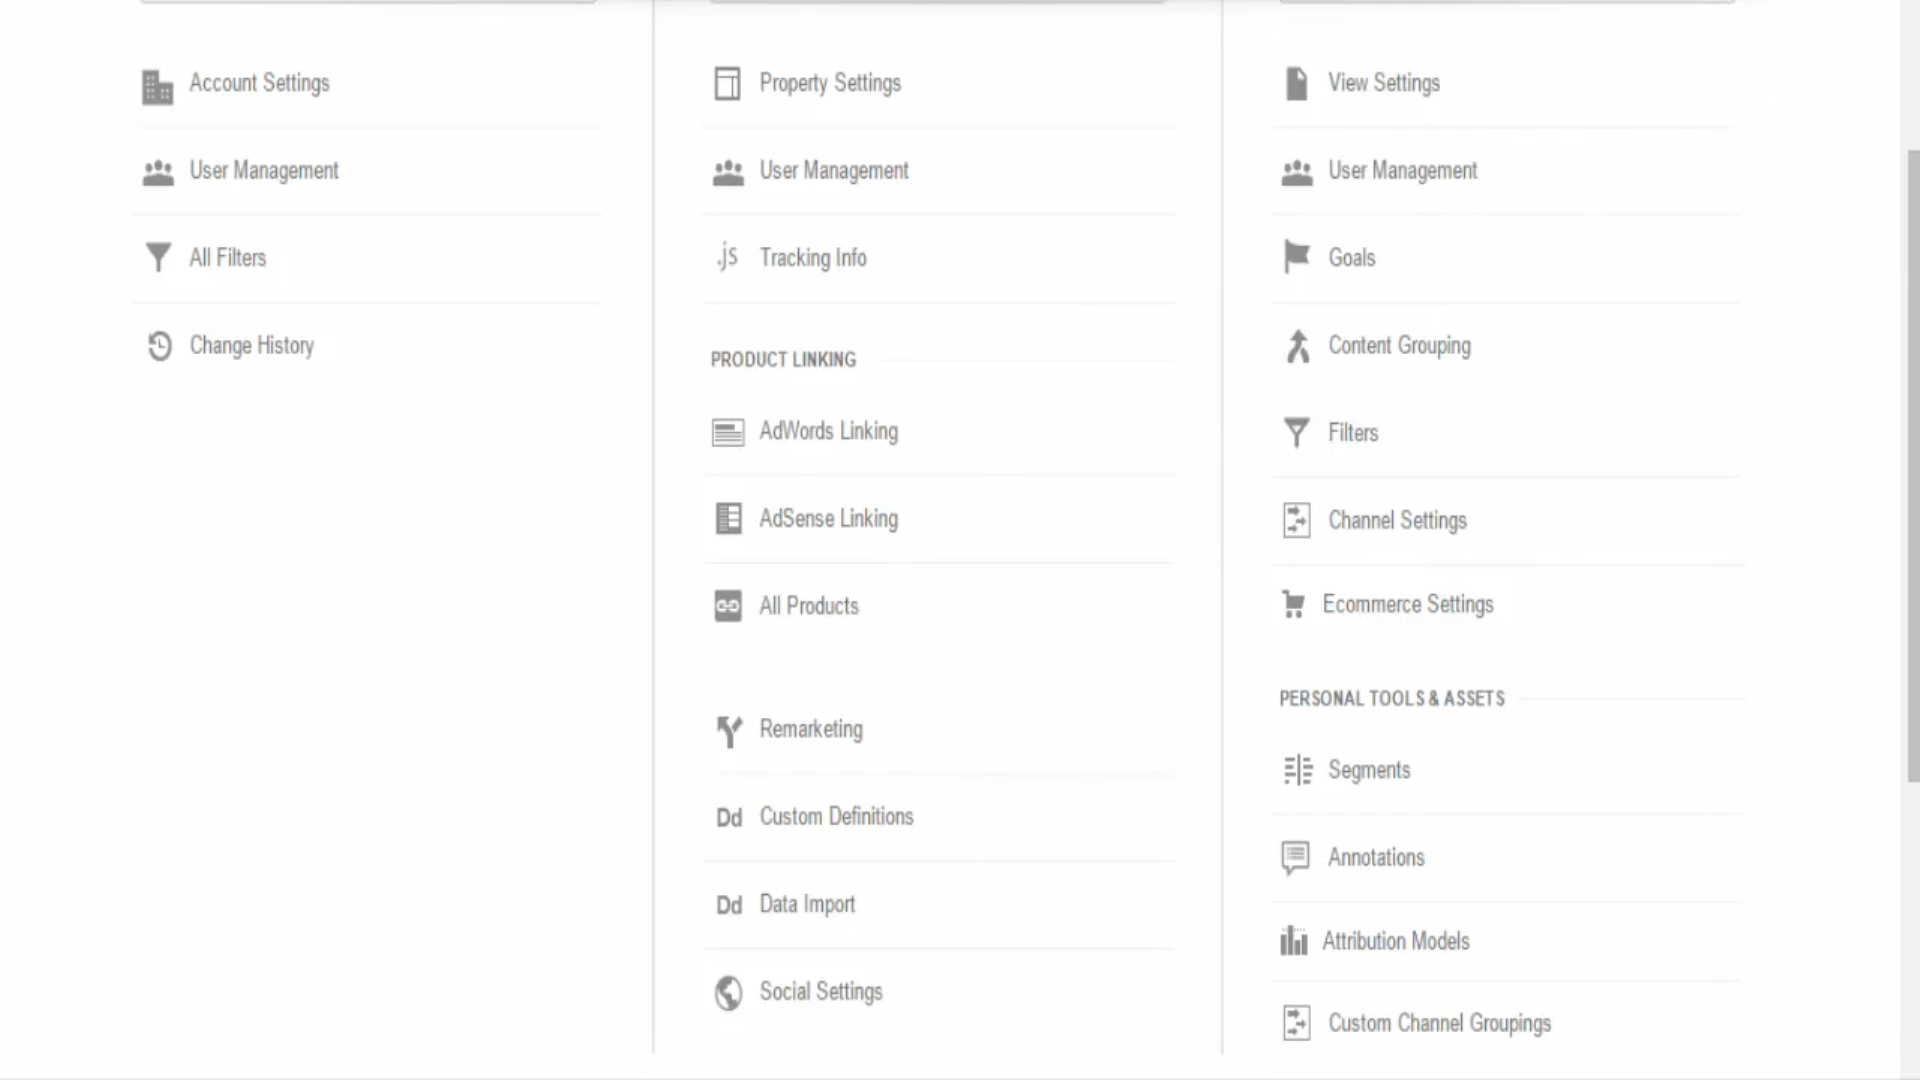 Account Settings
User Management
All Filters
Change History
Property Settings
User Management
.js Tracking Info
PRODUCT LINKING
AdWords Linking
AdSense Linking
All Products
Remarketing
Dd Custom Definitions
Dd Data Import
Social Settings
View Settings
User Management
Goals
Content Grouping
Filters
Channel Settings
Ecommerce Settings
PERSONAL TOOLS & ASSETS
Segments
Annotations
Attribution Models
Custom Channel Groupings